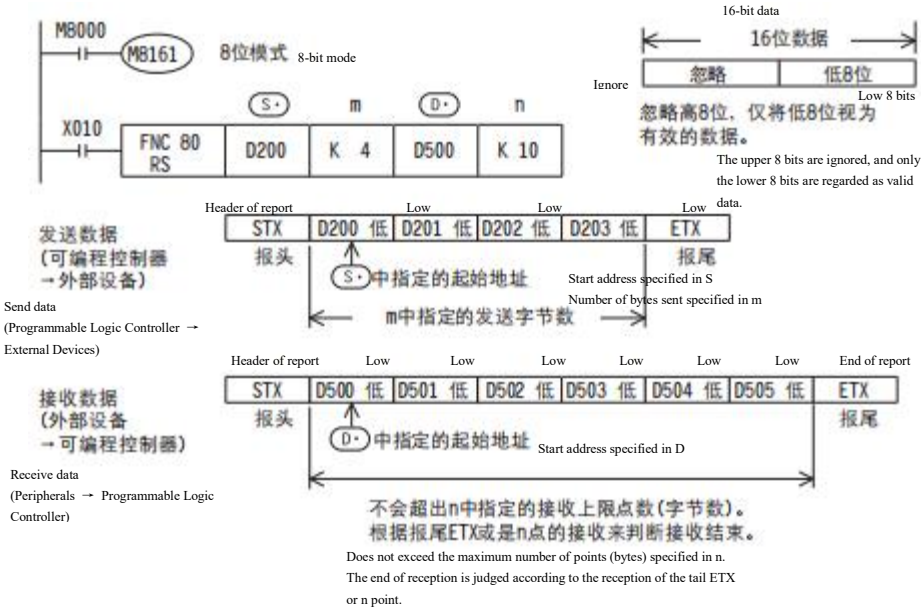 16-bit data
M8000
M8161
8位模式 8-bit mode
16位数据
Ignore
忽略
低8位
Low 8 bits
S·
m
D·
n
忽略高8位，仅将低8位视为
有效的数据。
X010
FNC 80
RS
D200
K 4
D500
K 10
The upper 8 bits are ignored, and only
the lower 8 bits are regarded as valid
data.
Header of report
Low
Low
Low
发送数据
(可编程控制器
→外部设备)
STX
D200 低
D201 低
D202 低
D203 低
ETX
报头
报尾
S·中指定的起始地址
Start address specified in S
Number of bytes sent specified in m
m中指定的发送字节数
Send data
(Programmable Logic Controller →
External Devices)
Header of report
Low
Low
Low
Low
Low
Low
End of report
接收数据
(外部设备
→可编程控制器)
STX
D500 低
D501 低
D502 低
D503 低
D504 低
D505 低
ETX
报头
报尾
D·中指定的起始地址
Start address specified in D
Receive data
(Peripherals → Programmable Logic
Controller)
不会超出n中指定的接收上限点数(字节数)。
根据报尾ETX或是n点的接收来判断接收结束。
Does not exceed the maximum number of points (bytes) specified in n.
The end of reception is judged according to the reception of the tail ETX
or n point.